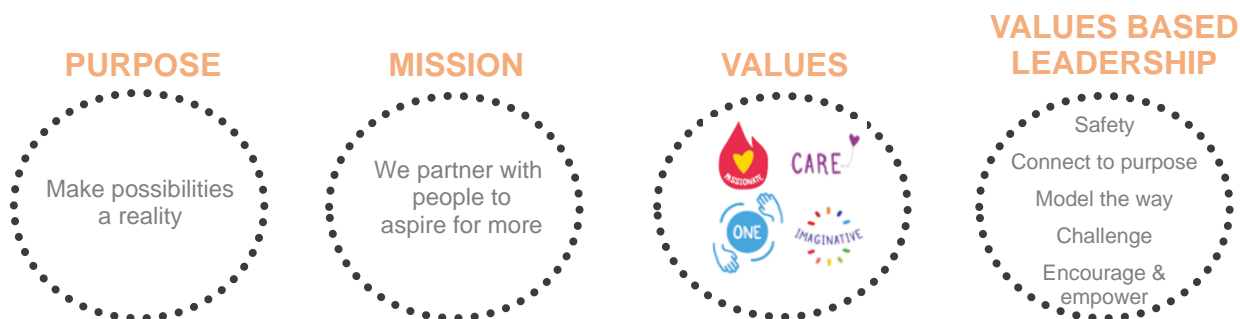 PURPOSE
Make possibilities
a reality
MISSION
We partner with
people to
aspire for more
VALUES
PASSIONATE
CARE
ONE
IMAGINATIVE
VALUES BASED
LEADERSHIP
Safety
Connect to purpose
Model the way
Challenge
Encourage &
empower